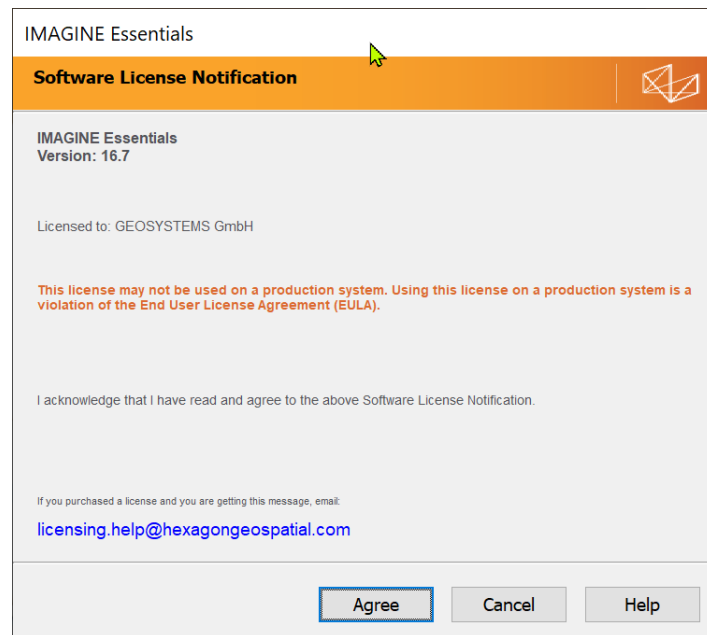 IMAGINE Essentials
Software License Notification
IMAGINE Essentials
Version: 16.7
Licensed to: GEOSYSTEMS GmbH
This license may not be used on a production system. Using this license on a production system is a
violation of the End User License Agreement (EULA).
I acknowledge that I have read and agree to the above Software License Notification.
If you purchased a license and you are getting this message, email:
licensing.help@hexagongeospatial.com
Agree Cancel Help